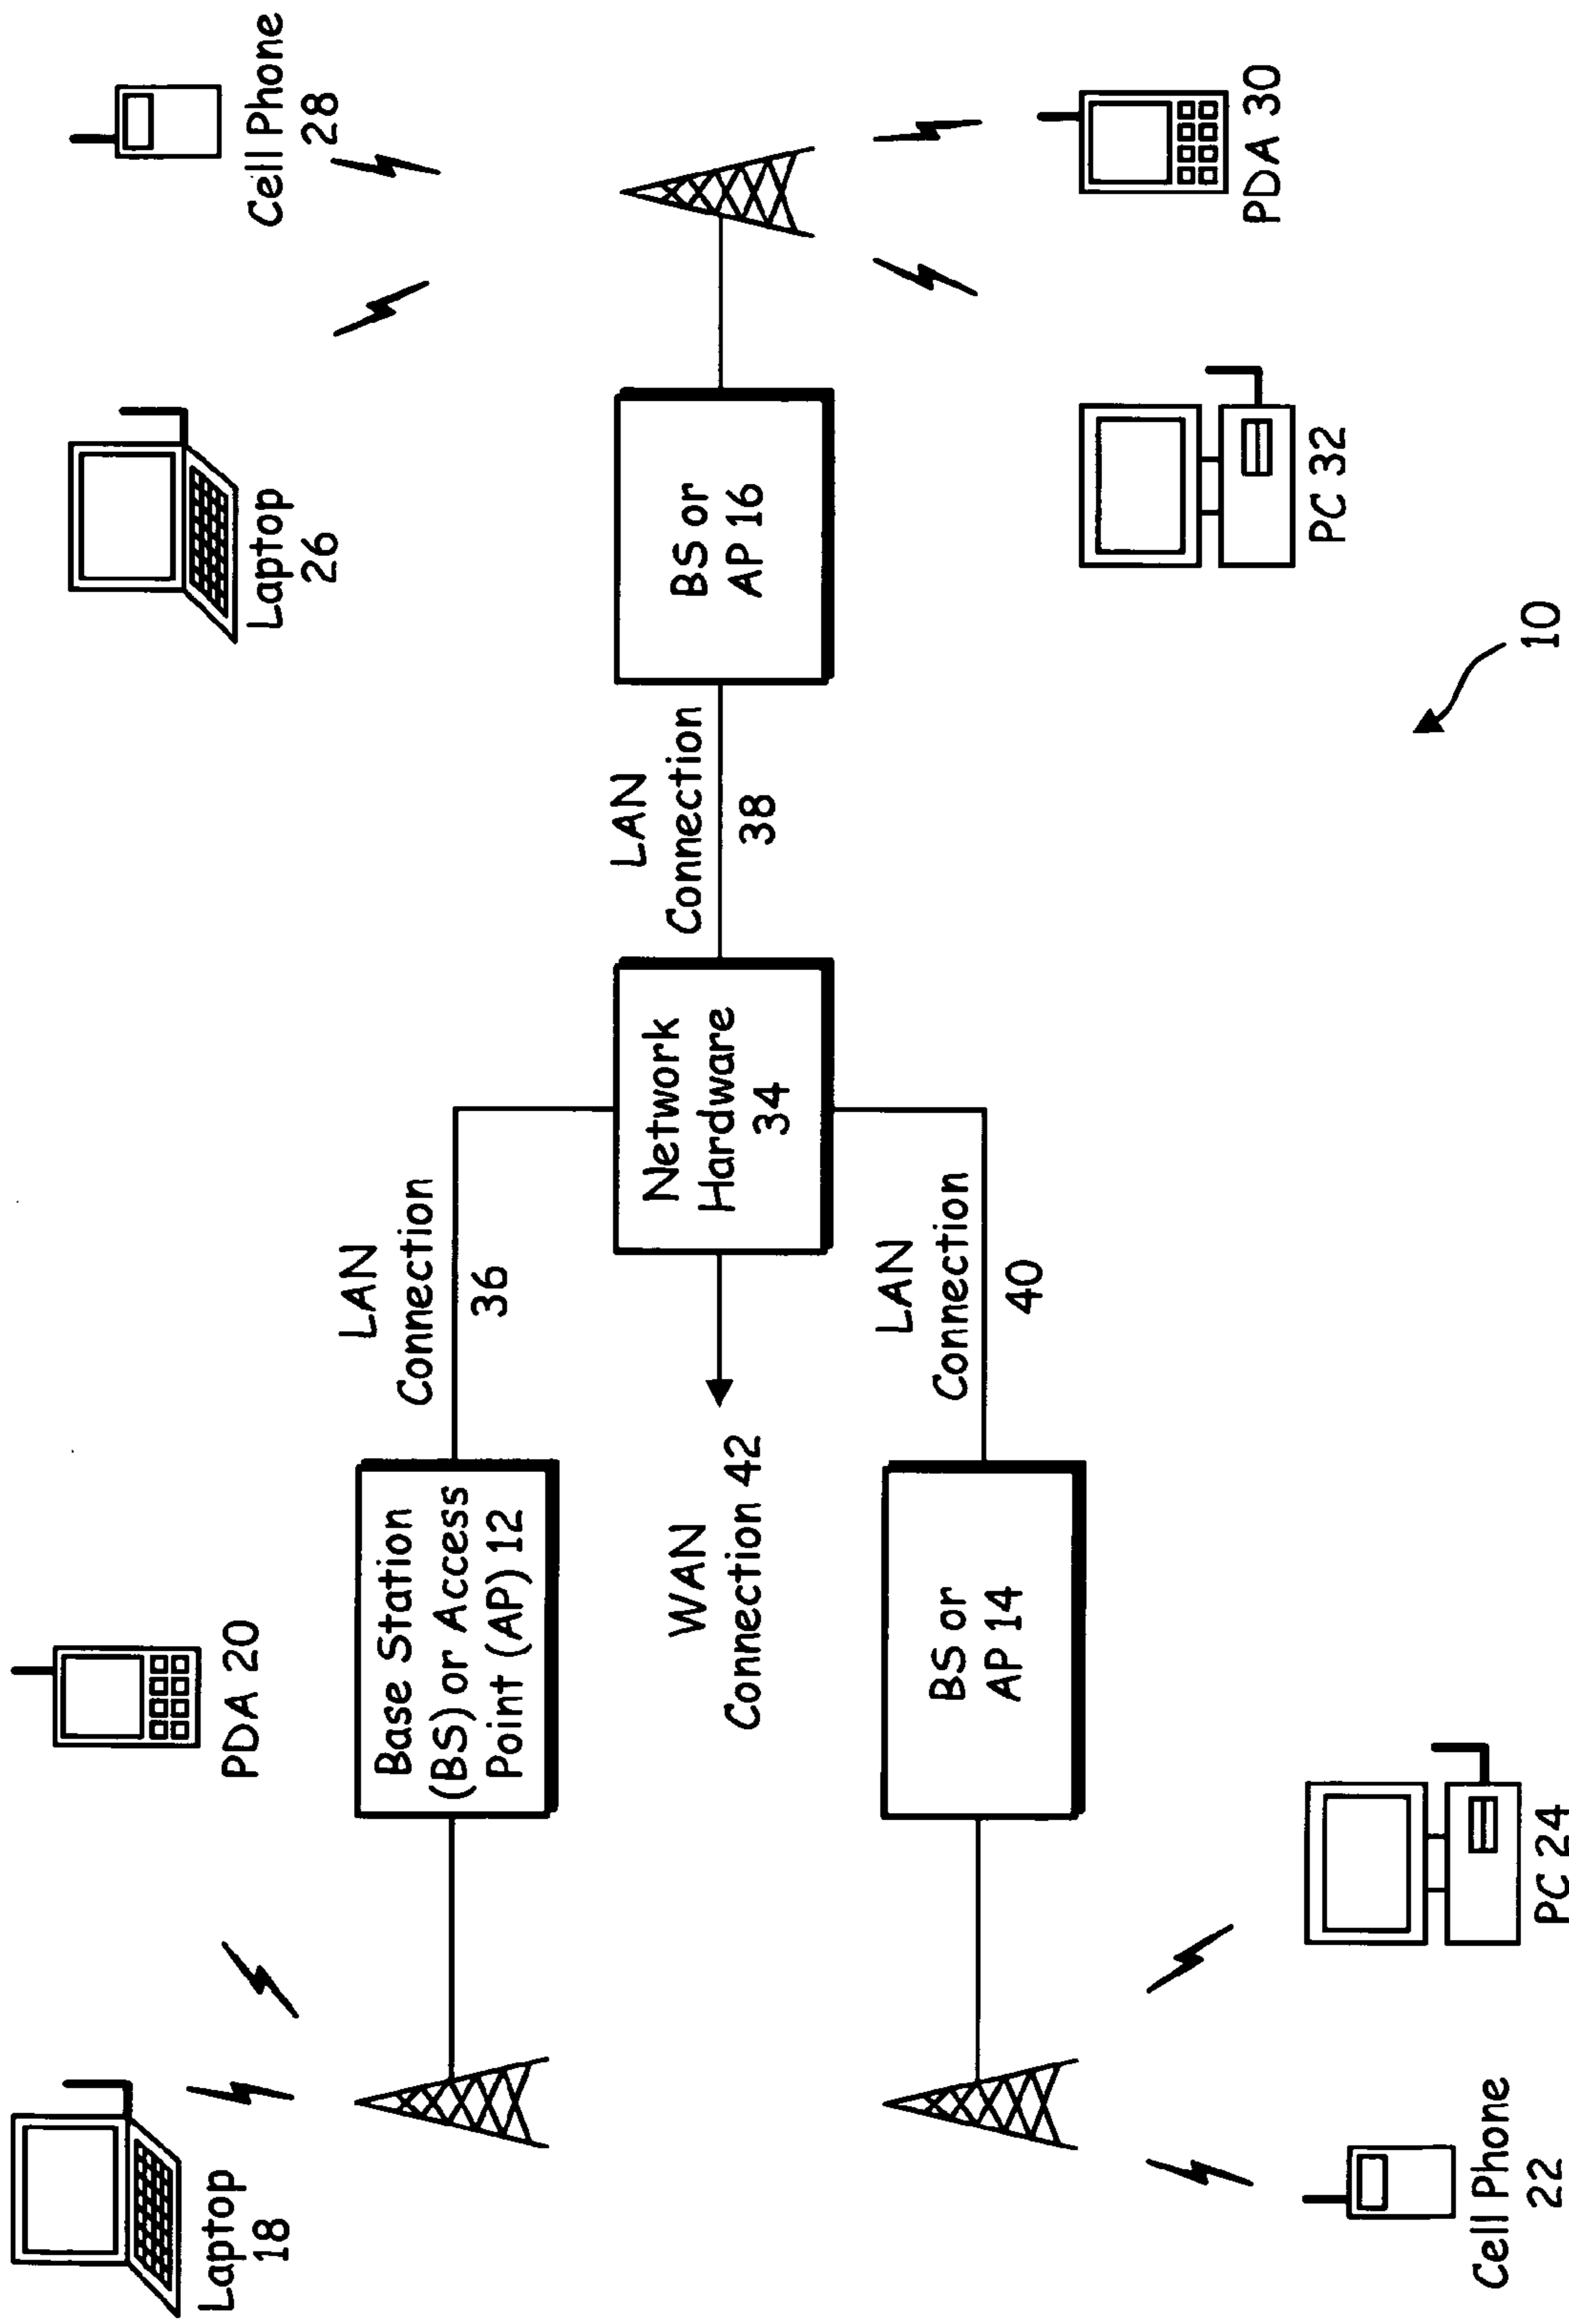 Laptop
18
PDA 20
Laptop
26
Cell Phone
28
Base Station
(BS) or Access
Point (AP) 12
LAN
Connection
36
WAN
Connection 42
Network
Hardware
34
LAN
Connection
38
BS or
AP 16
BS or
AP 14
LAN
Connection
40
Cell Phone
22
PC 24
PC 32
PDA 30
10